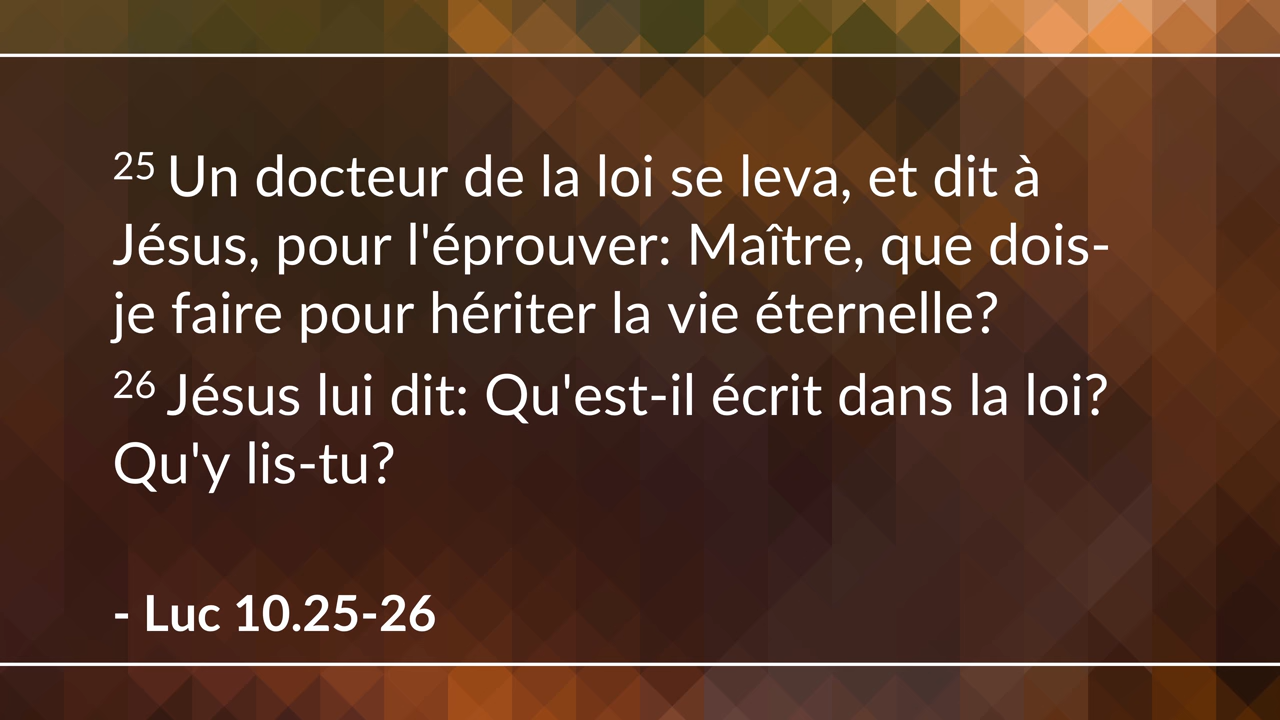 25 Un docteur de la loi se leva, et dit à
Jésus, pour l'éprouver: Maître, que dois-
je faire pour hériter la vie éternelle?
26 Jésus lui dit: Qu'est-il écrit dans la loi?
Qu'y lis-tu?
- Luc 10.25-26